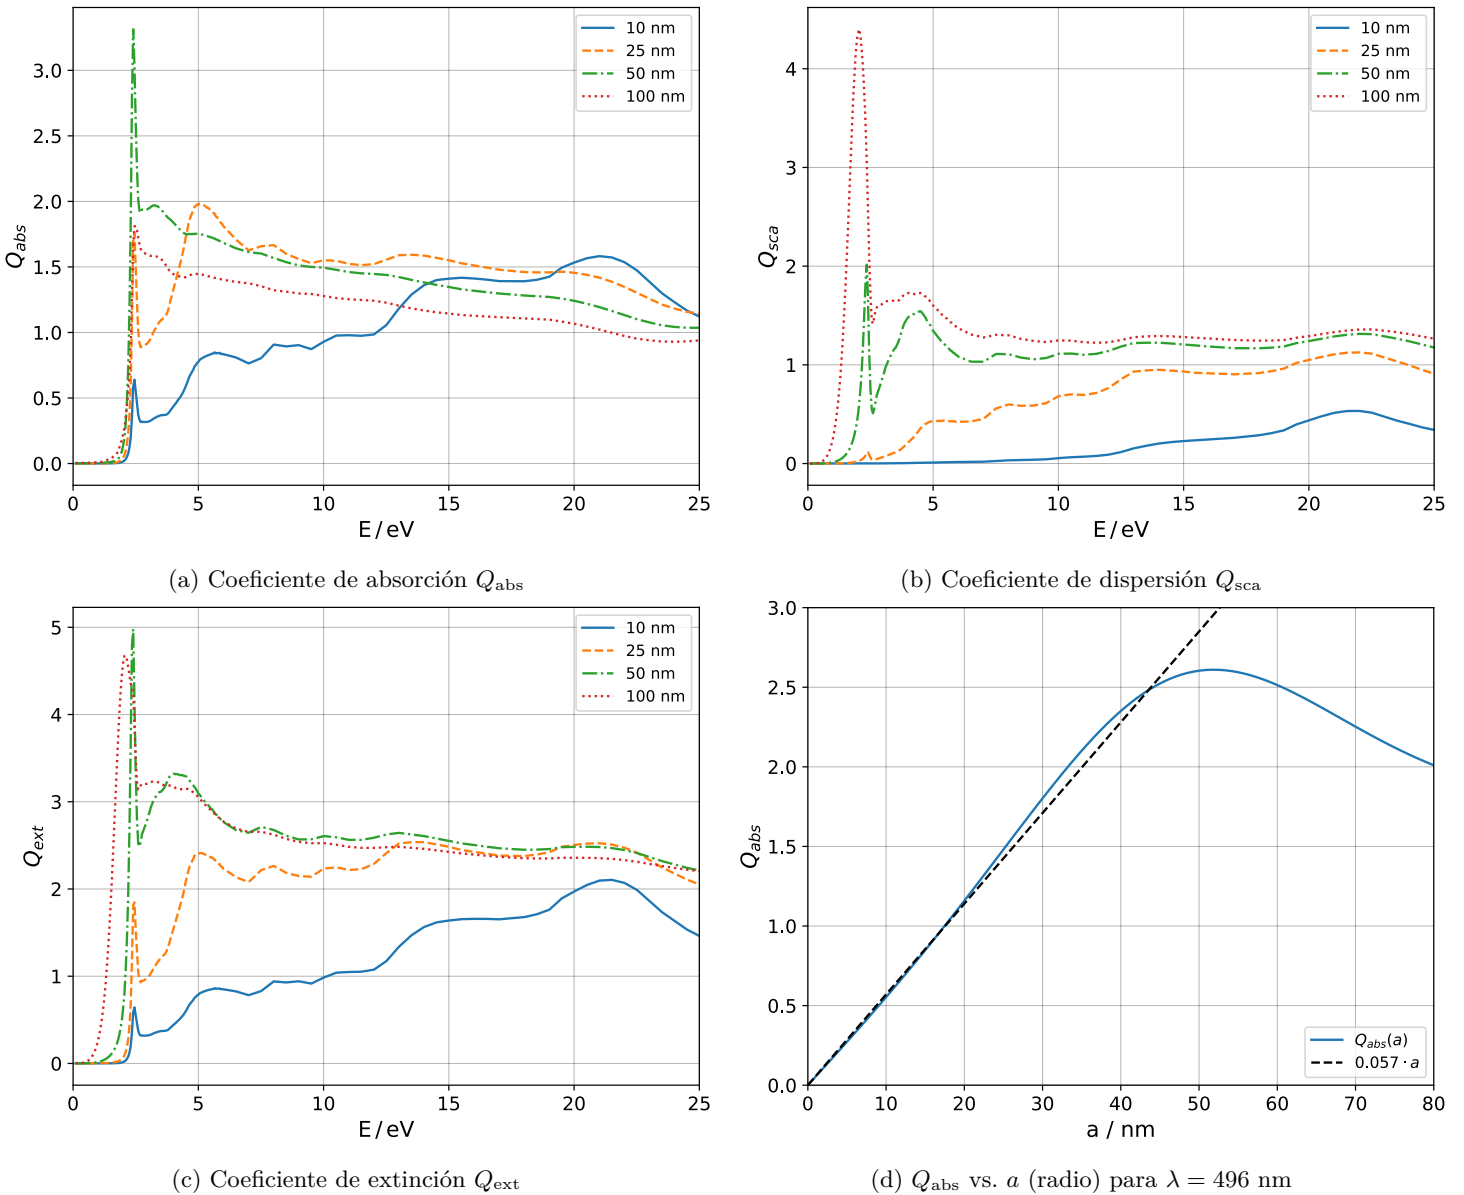 3.0
2.5
2.0
1.5
1.0
0.5
0.0
Q_abs
0 5 10 15 20 25
E / eV
10 nm
25 nm
50 nm
100 nm
(a) Coeficiente de absorción Q_abs
4
3
2
1
0
Q_sca
0 5 10 15 20 25
E / eV
10 nm
25 nm
50 nm
100 nm
(b) Coeficiente de dispersión Q_sca
5
4
3
2
1
0
Q_ext
0 5 10 15 20 25
E / eV
10 nm
25 nm
50 nm
100 nm
(c) Coeficiente de extinción Q_ext
3.0
2.5
2.0
1.5
1.0
0.5
0.0
Q_abs
0 10 20 30 40 50 60 70 80
a / nm
Q_abs(a)
0.057 · a
(d) Q_abs vs. a (radio) para λ = 496 nm